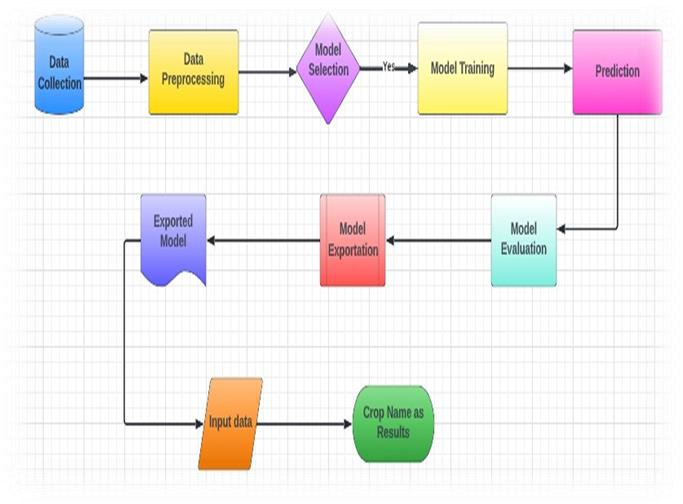 Data
Collection
Data
Preprocessing
Model
Selection
Yes
Model Training
Prediction
Exported
Model
Model
Exportation
Model
Evaluation
Input data
Crop Name as
Results